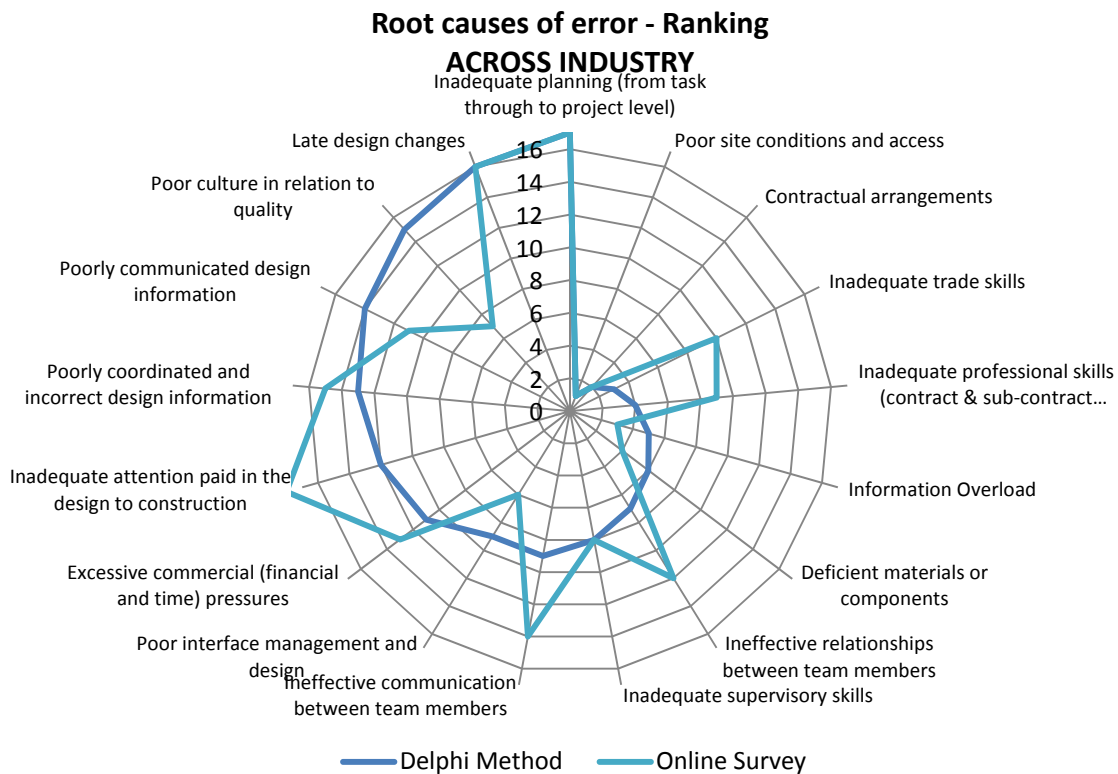 Root causes of error - Ranking
ACROSS INDUSTRY
Inadequate planning (from task
through to project level)
Poor site conditions and access
Contractual arrangements
Inadequate trade skills
Inadequate professional skills
(contract & sub-contract...
Information Overload
Deficient materials or
components
Ineffective relationships
between team members
Inadequate supervisory skills
Ineffective communication
between team members
Poor interface management and
design
Excessive commercial (financial
and time) pressures
Inadequate attention paid in the
design to construction
Poorly coordinated and
incorrect design information
Poorly communicated design
information
Poor culture in relation to
quality
Late design changes
16
14
12
10
8
6
4
2
0
Delphi Method
Online Survey